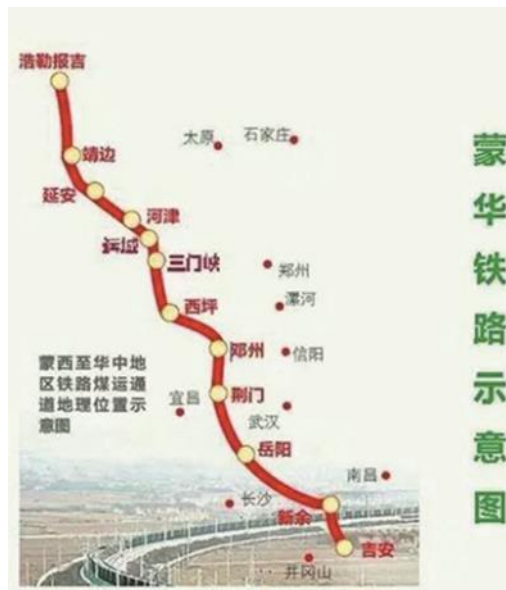 浩勒报吉
太原
石家庄
靖边
延安
河津
运城
三门峡
郑州
漯河
西坪
邓州
信阳
蒙西至华中地
区铁路煤运通
道地理位置示
意图
宜昌
荆门
武汉
岳阳
南昌
长沙
新余
吉安
井冈山
蒙华铁路示意图